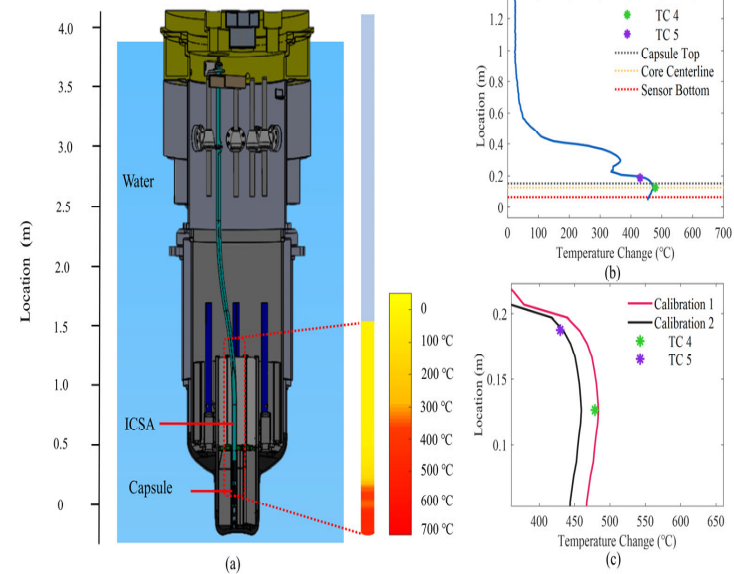 4.0
3.5
3.0
2.5
2.0
1.5
1.0
0.5
0
Location (m)
Water
ICSA
Capsule
0
100 ℃
200 ℃
300 ℃
400 ℃
500 ℃
600 ℃
700 ℃
(a)
1.2
1
0.8
0.6
0.4
0.2
0
Location (m)
TC 4
TC 5
Capsule Top
Core Centerline
Sensor Bottom
0 100 200 300 400 500 600 700
Temperature Change (℃)
(b)
0.2
0.15
0.1
Location (m)
Calibration 1
Calibration 2
TC 4
TC 5
400 450 500 550 600 650
Temperature Change (℃)
(c)